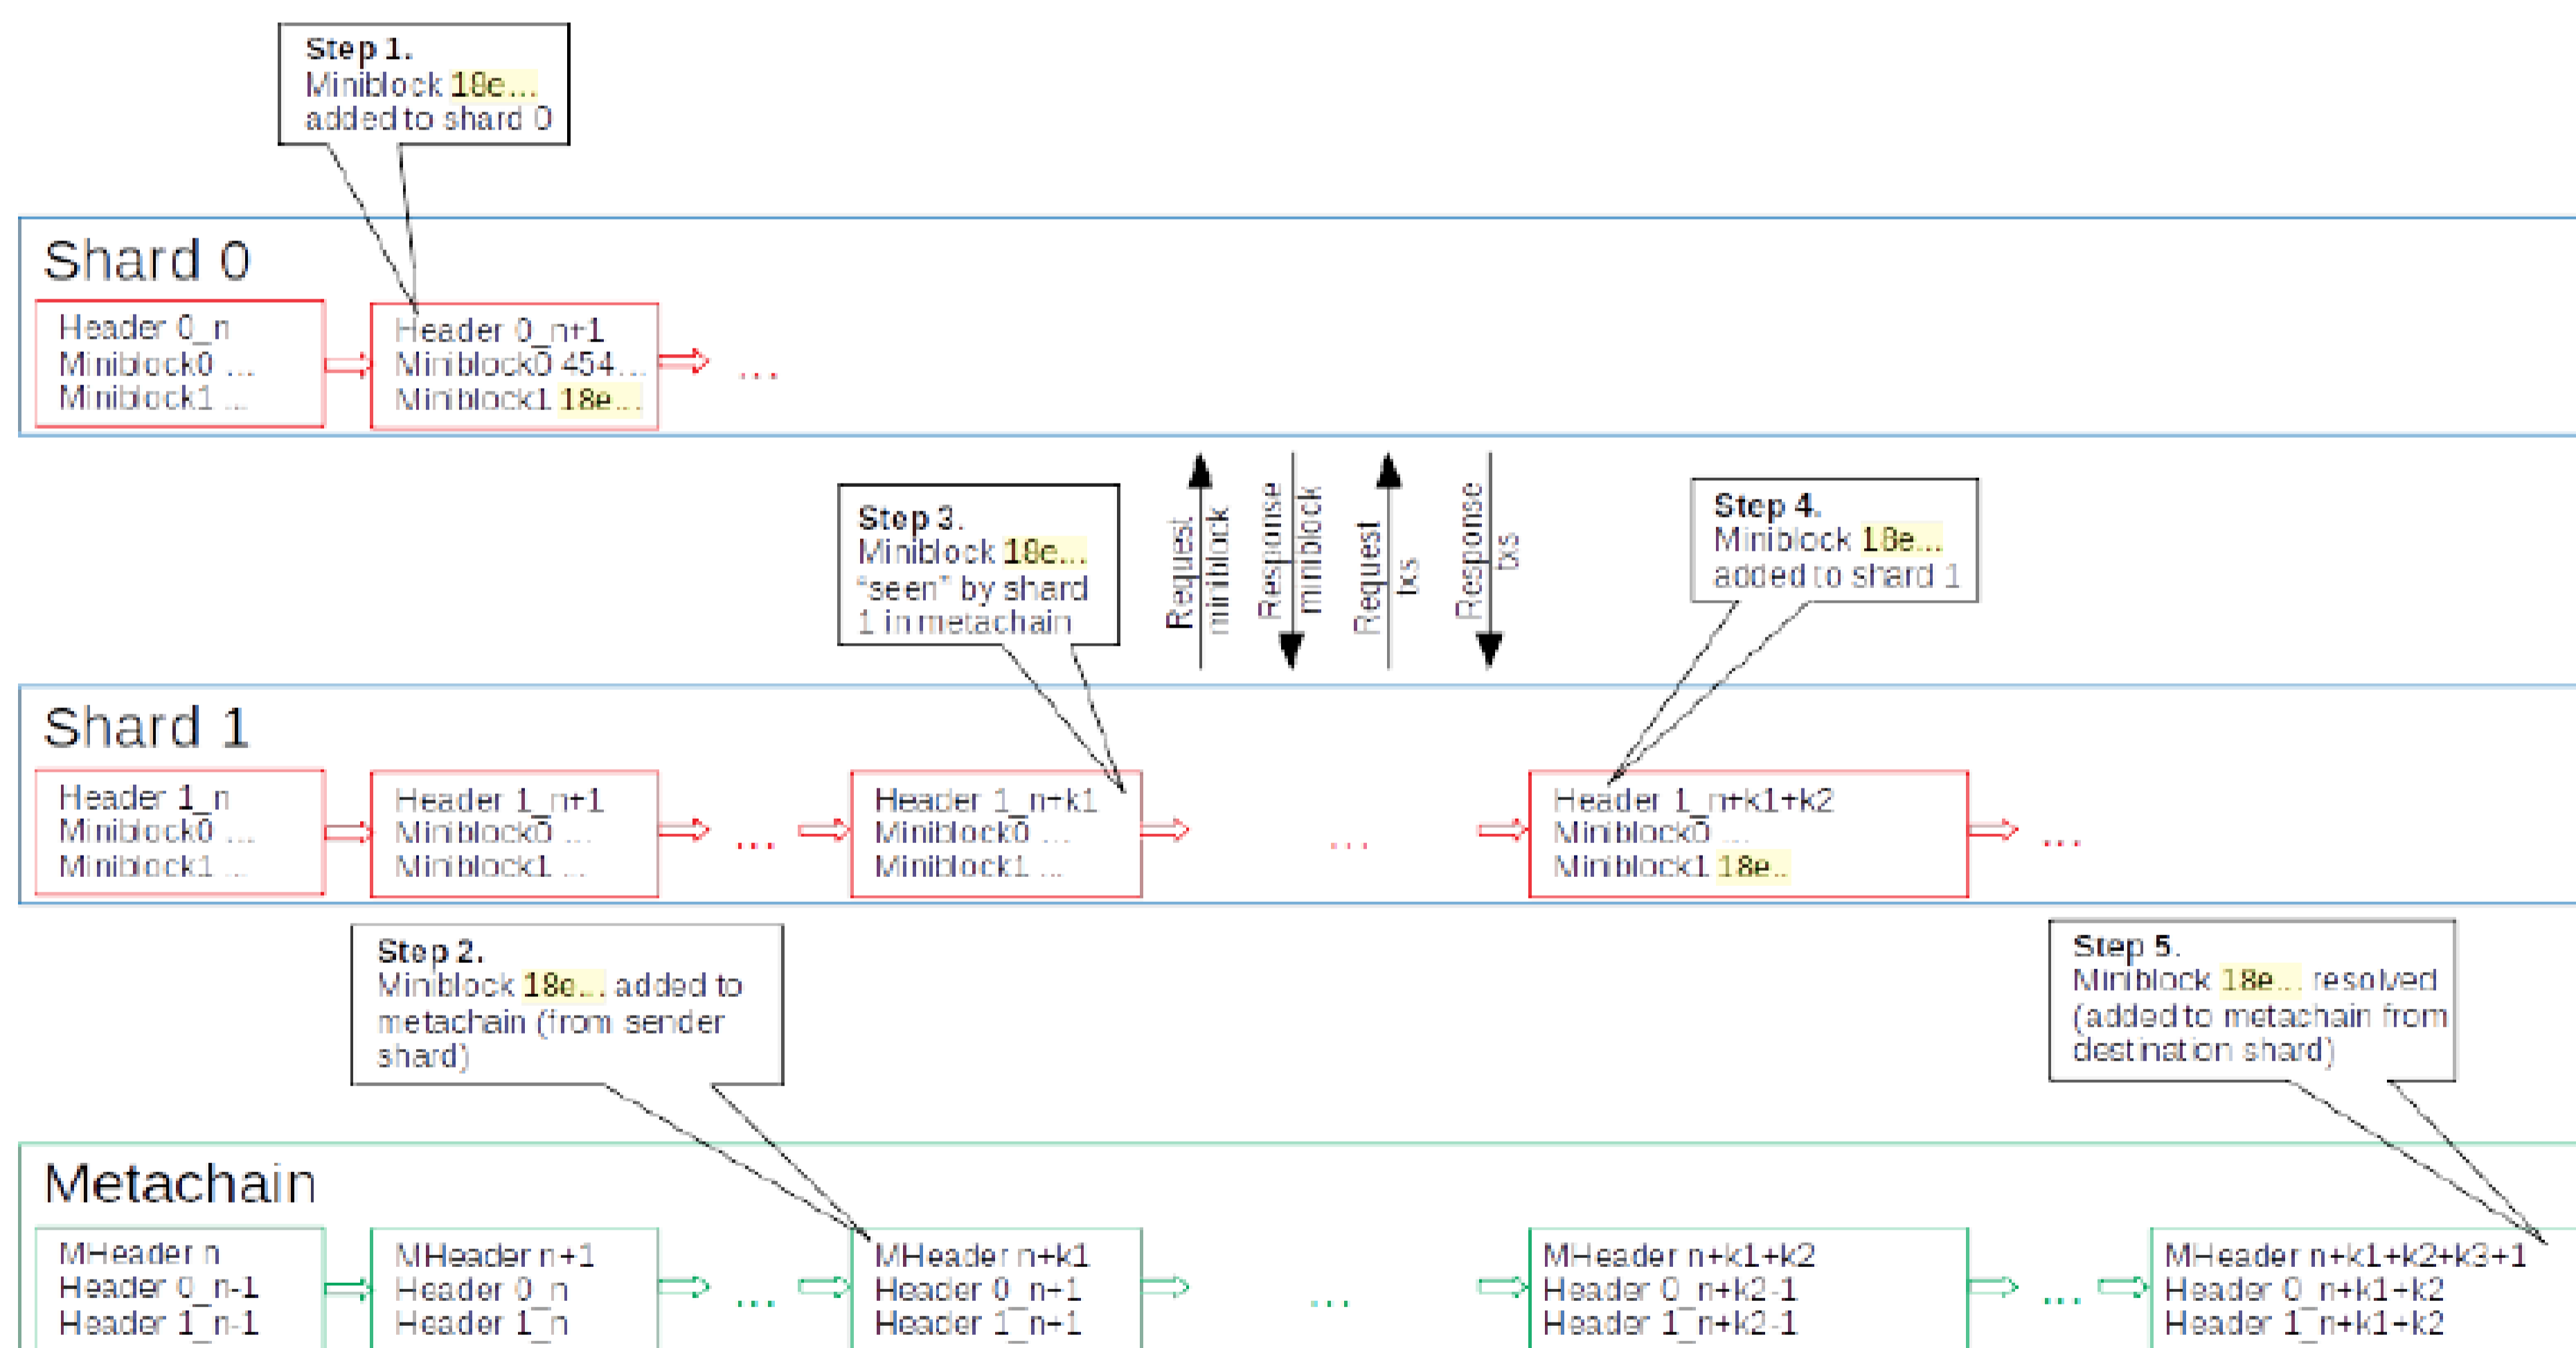 Step 1.
Miniblock 18e...
added to shard 0
Shard 0
Header 0_n
Miniblock0 ...
Miniblock1 ...
Header 0_n+1
Miniblock0 454...
Miniblock1 18e...
...
Step 3.
Miniblock 18e...
“seen” by shard
1 in metachain
Request
miniblock
Response
miniblock
Request
txs
Response
txs
Step 4.
Miniblock 18e...
added to shard 1
Shard 1
Header 1_n
Miniblock0 ...
Miniblock1 ...
Header 1_n+1
Miniblock0 ...
Miniblock1 ...
...
Header 1_n+k1
Miniblock0 ...
Miniblock1 ...
...
Header 1_n+k1+k2
Miniblock0 ...
Miniblock1 18e..
...
Step 2.
Miniblock 18e... added to
metachain (from sender
shard)
Step 5.
Miniblock 18e... resolved
(added to metachain from
destination shard)
Metachain
MHeader n
Header 0_n-1
Header 1_n-1
MHeader n+1
Header 0_n
Header 1_n
...
MHeader n+k1
Header 0_n+1
Header 1_n+1
...
MHeader n+k1+k2
Header 0_n+k2-1
Header 1_n+k2-1
...
MHeader n+k1+k2+k3+1
Header 0_n+k1+k2
Header 1_n+k1+k2